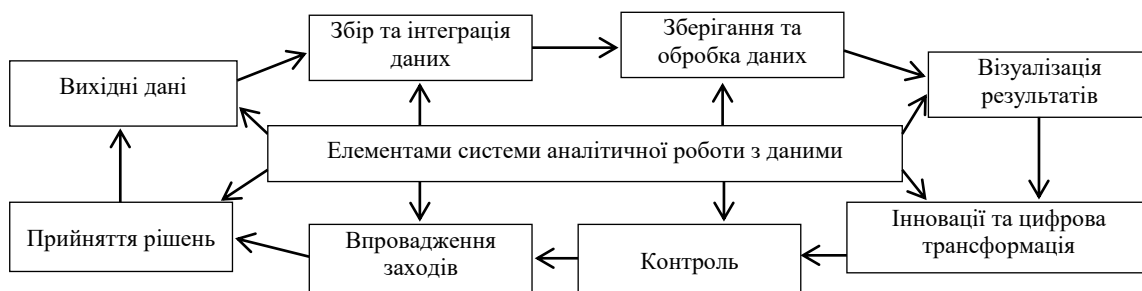 Збір та інтеграція
даних
Зберігання та
обробка даних
Вихідні дані
Візуалізація
результатів
Елементами системи аналітичної роботи з даними
Прийняття рішень
Впровадження
заходів
Контроль
Інновації та цифрова
трансформація